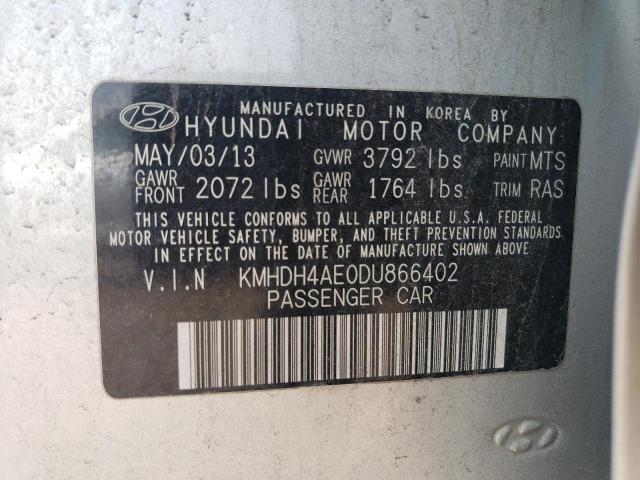 MANUFACTURED IN KOREA BY
HYUNDAI MOTOR COMPANY
MAY/03/13 GVWR 3792 lbs PAINT MTS
GAWR FRONT 2072 lbs GAWR REAR 1764 lbs TRIM RAS
THIS VEHICLE CONFORMS TO ALL APPLICABLE U.S.A. FEDERAL
MOTOR VEHICLE SAFETY, BUMPER, AND THEFT PREVENTION STANDARDS
IN EFFECT ON THE DATE OF MANUFACTURE SHOWN ABOVE
V.I.N KMHDH4AE0DU866402
PASSENGER CAR